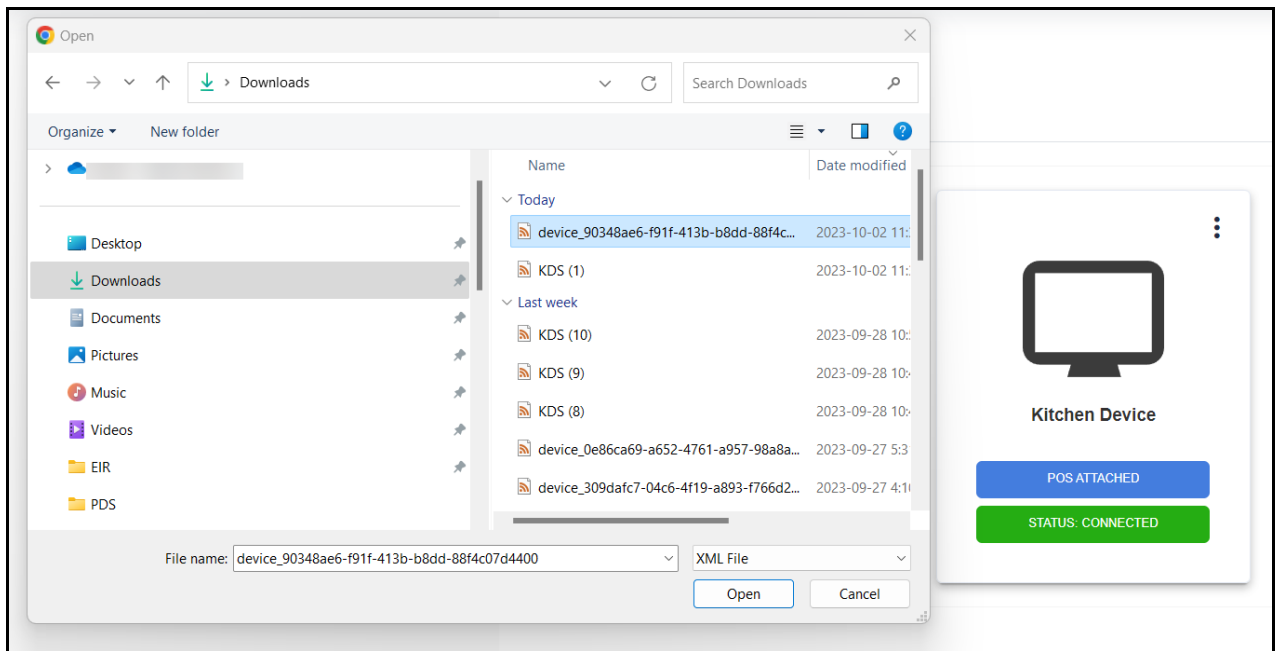 Open
Downloads
Search Downloads
Organize
New folder
?
Name
Date modified
Today
device_90348ae6-f91f-413b-b8dd-88f4c...
2023-10-02 11:
KDS (1)
2023-10-02 11:
Last week
KDS (10)
2023-09-28 10:
KDS (9)
2023-09-28 10:
KDS (8)
2023-09-28 10:
device_0e86ca69-a652-4761-a957-98a8a...
2023-09-27 5:3
device_309dafc7-04c6-4f19-a893-f766d2...
2023-09-27 4:1
Desktop
Downloads
Documents
Pictures
Music
Videos
EIR
PDS
File name:
device_90348ae6-f91f-413b-b8dd-88f4c07d4400
XML File
Open
Cancel
Kitchen Device
POS ATTACHED
STATUS: CONNECTED